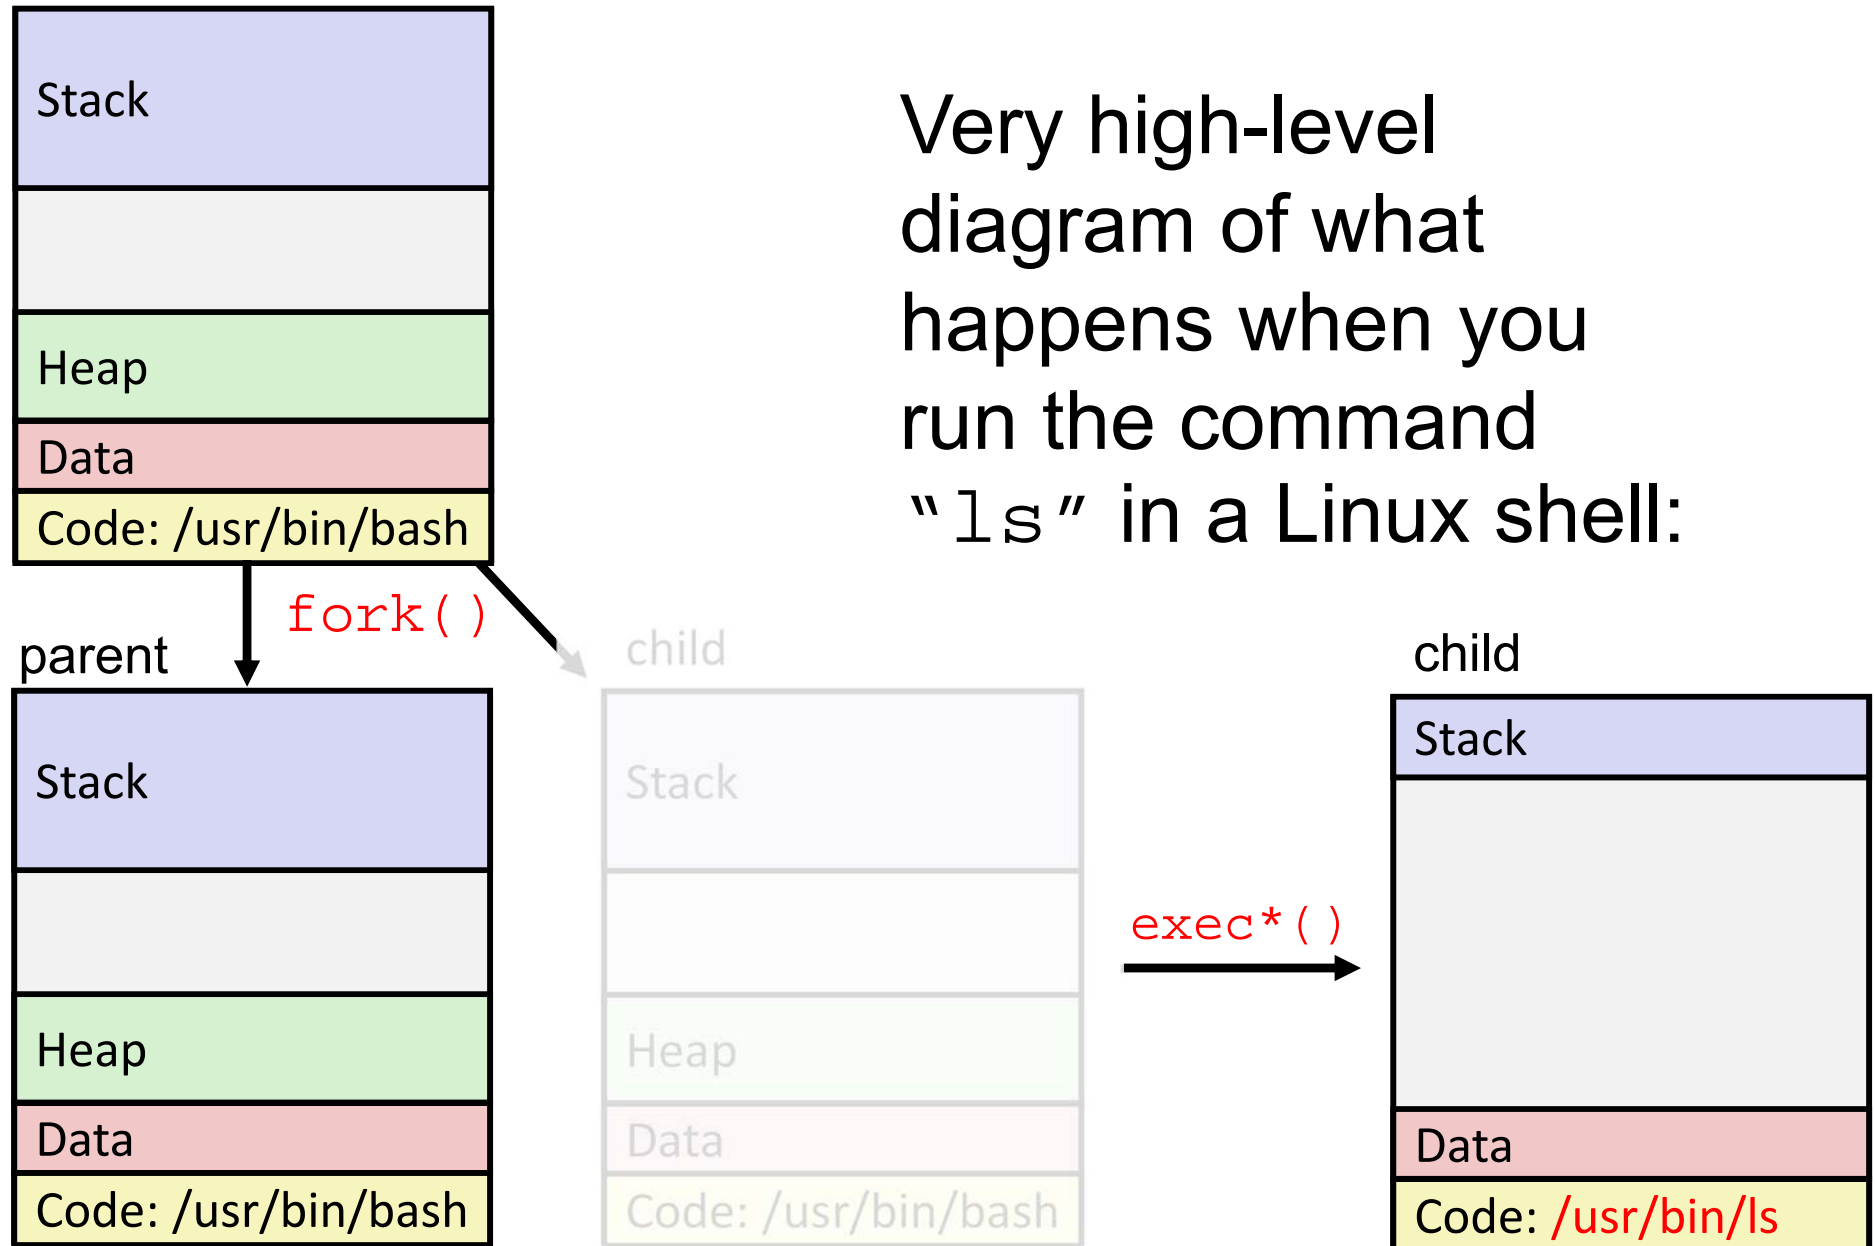 Stack
Heap
Data
Code: /usr/bin/bash
Very high-level
diagram of what
happens when you
run the command
“ls” in a Linux shell:
fork()
parent
Stack
Heap
Data
Code: /usr/bin/bash
child
Stack
Heap
Data
Code: /usr/bin/bash
exec*()
child
Stack
Data
Code: /usr/bin/ls